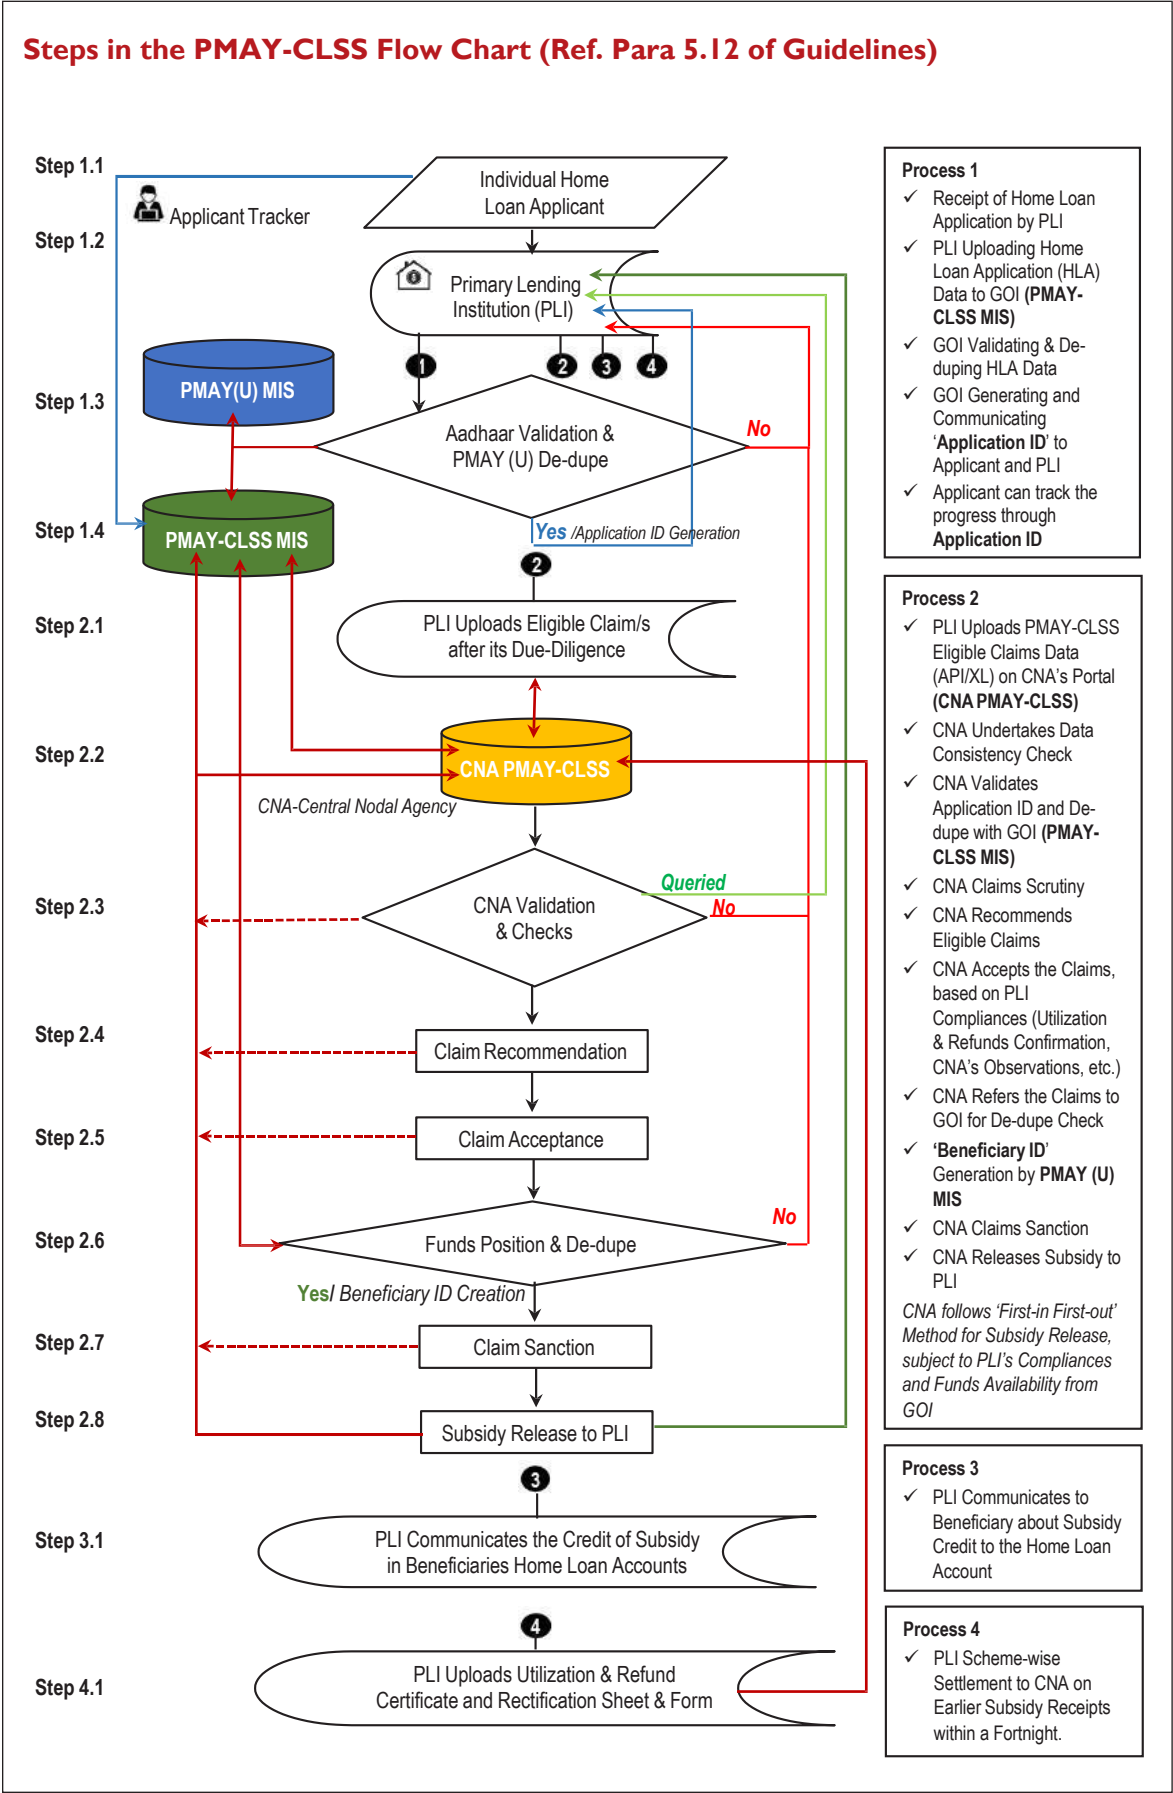 Steps in the PMAY-CLSS Flow Chart (Ref. Para 5.12 of Guidelines)
Step 1.1
Individual Home
Loan Applicant
Applicant Tracker
Step 1.2
Primary Lending
Institution (PLI)
1
2
3
4
PMAY(U) MIS
Step 1.3
Aadhaar Validation &
PMAY (U) De-dupe
No
Step 1.4
PMAY-CLSS MIS
Yes /Application ID Generation
2
Step 2.1
PLI Uploads Eligible Claim/s
after its Due-Diligence
Step 2.2
CNA PMAY-CLSS
CNA-Central Nodal Agency
Step 2.3
CNA Validation
& Checks
Queried
No
Step 2.4
Claim Recommendation
Step 2.5
Claim Acceptance
Step 2.6
Funds Position & De-dupe
No
Yes/ Beneficiary ID Creation
Step 2.7
Claim Sanction
Step 2.8
Subsidy Release to PLI
3
Step 3.1
PLI Communicates the Credit of Subsidy
in Beneficiaries Home Loan Accounts
4
Step 4.1
PLI Uploads Utilization & Refund
Certificate and Rectification Sheet & Form
Process 1
✓ Receipt of Home Loan
Application by PLI
✓ PLI Uploading Home
Loan Application (HLA)
Data to GOI (PMAY-
CLSS MIS)
✓ GOI Validating & De-
duping HLA Data
✓ GOI Generating and
Communicating
‘Application ID’ to
Applicant and PLI
✓ Applicant can track the
progress through
Application ID
Process 2
✓ PLI Uploads PMAY-CLSS
Eligible Claims Data
(API/XL) on CNA’s Portal
(CNA PMAY-CLSS)
✓ CNA Undertakes Data
Consistency Check
✓ CNA Validates
Application ID and De-
dupe with GOI (PMAY-
CLSS MIS)
✓ CNA Claims Scrutiny
✓ CNA Recommends
Eligible Claims
✓ CNA Accepts the Claims,
based on PLI
Compliances (Utilization
& Refunds Confirmation,
CNA’s Observations, etc.)
✓ CNA Refers the Claims to
GOI for De-dupe Check
✓ ‘Beneficiary ID’
Generation by PMAY (U)
MIS
✓ CNA Claims Sanction
✓ CNA Releases Subsidy to
PLI
CNA follows ‘First-in First-out’
Method for Subsidy Release,
subject to PLI’s Compliances
and Funds Availability from
GOI
Process 3
✓ PLI Communicates to
Beneficiary about Subsidy
Credit to the Home Loan
Account
Process 4
✓ PLI Scheme-wise
Settlement to CNA on
Earlier Subsidy Receipts
within a Fortnight.